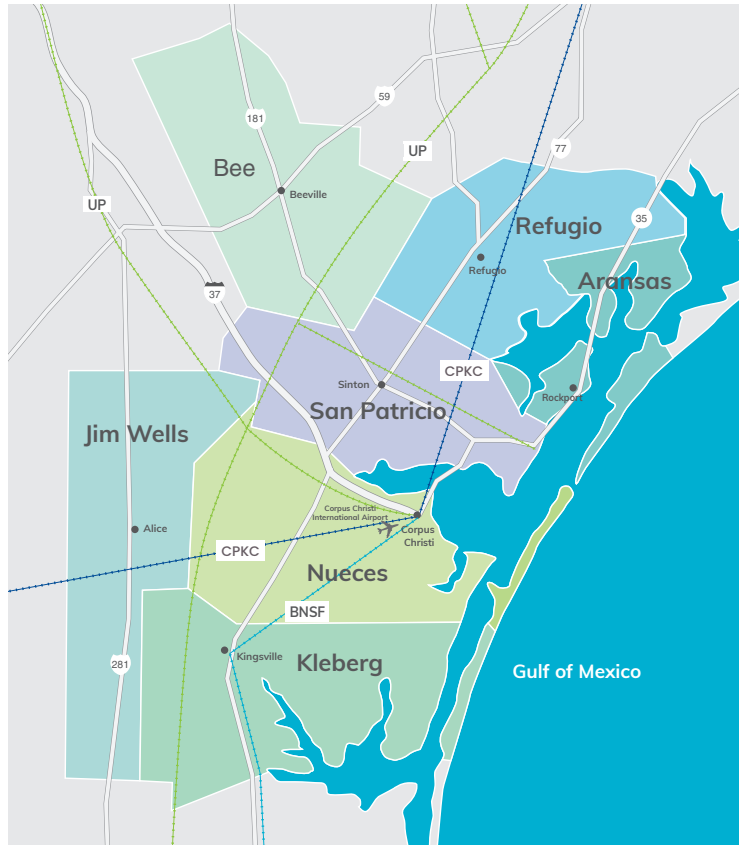 59
181
UP
77
Bee
Beeville
UP
35
Refugio
Refugio
Aransas
37
CPKC
Sinton
Rockport
San Patricio
Jim Wells
Corpus Christi
International Airport
Alice
Corpus
Christi
CPKC
Nueces
BNSF
Kingsville
Kleberg
281
Gulf of Mexico